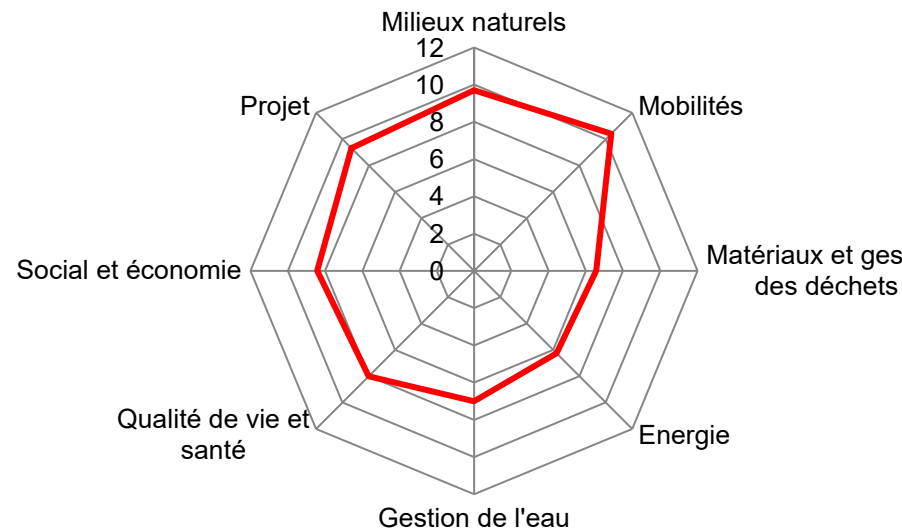 Milieux naturels
12
10
8
6
4
2
0
Mobilités
Matériaux et ges
des déchets
Energie
Gestion de l'eau
Qualité de vie et
santé
Social et économie
Projet